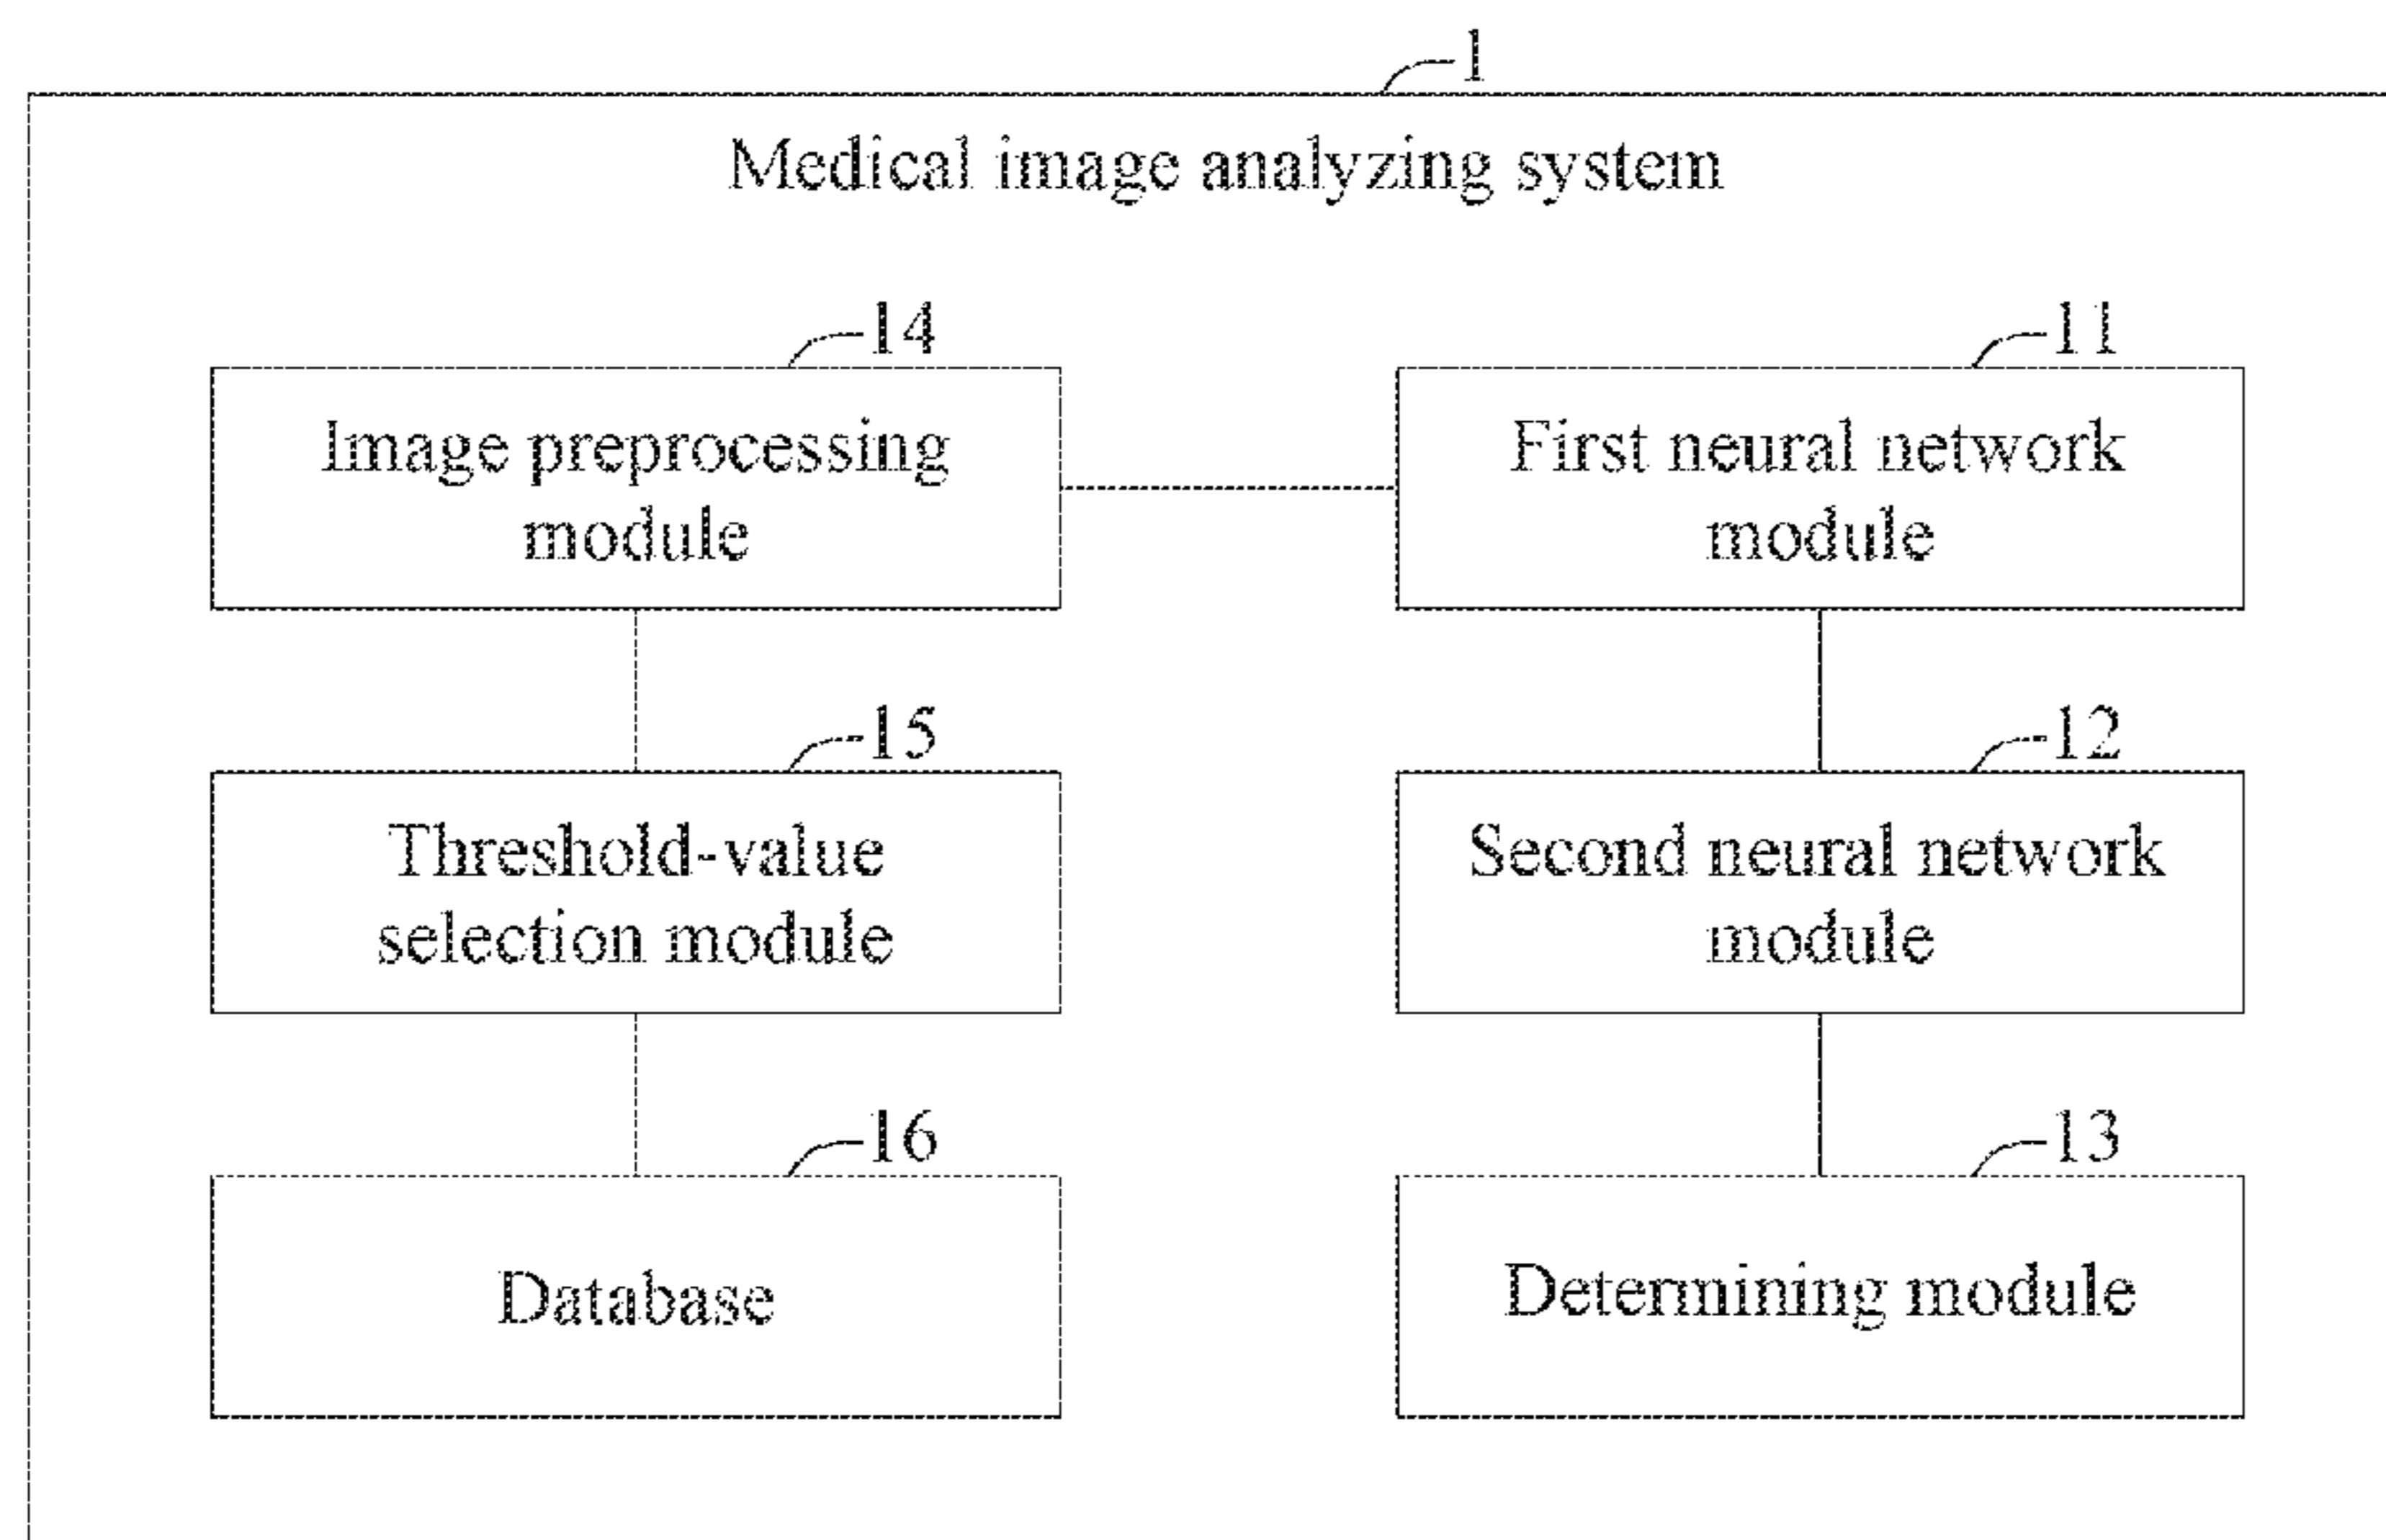 1
Medical image analyzing system
14
Image preprocessing
module
11
First neural network
module
15
Threshold-value
selection module
12
Second neural network
module
16
Database
13
Determining module